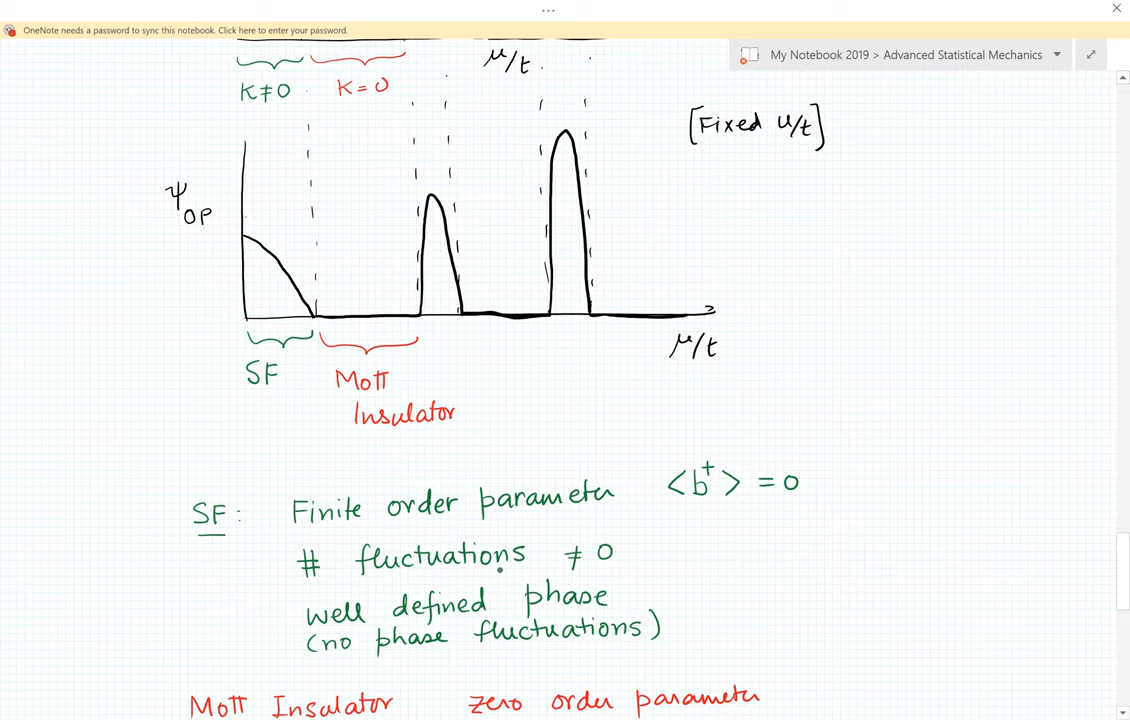 OneNote needs a password to sync this notebook. Click here to enter your password.
My Notebook 2019 > Advanced Statistical Mechanics
μ/t
K≠0 K = 0
[Fixed μ/t]
ψ OP
μ/t
SF
Mott
Insulator
SF: Finite order parameter <b⁺> = 0
# fluctuations ≠ 0
well defined phase
(no phase fluctuations)
Mott Insulator zero order parameter